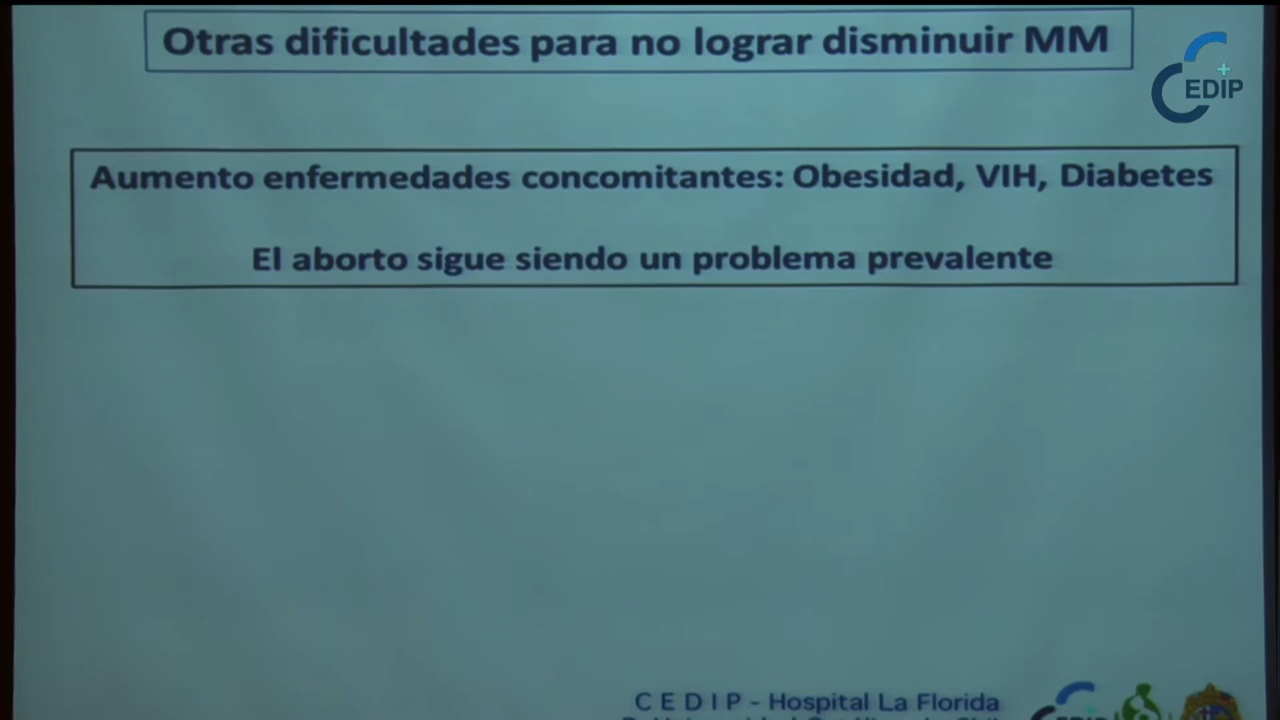 Otras dificultades para no lograr disminuir MM
EDIP
Aumento enfermedades concomitantes: Obesidad, VIH, Diabetes
El aborto sigue siendo un problema prevalente
C E D I P - Hospital La Florida